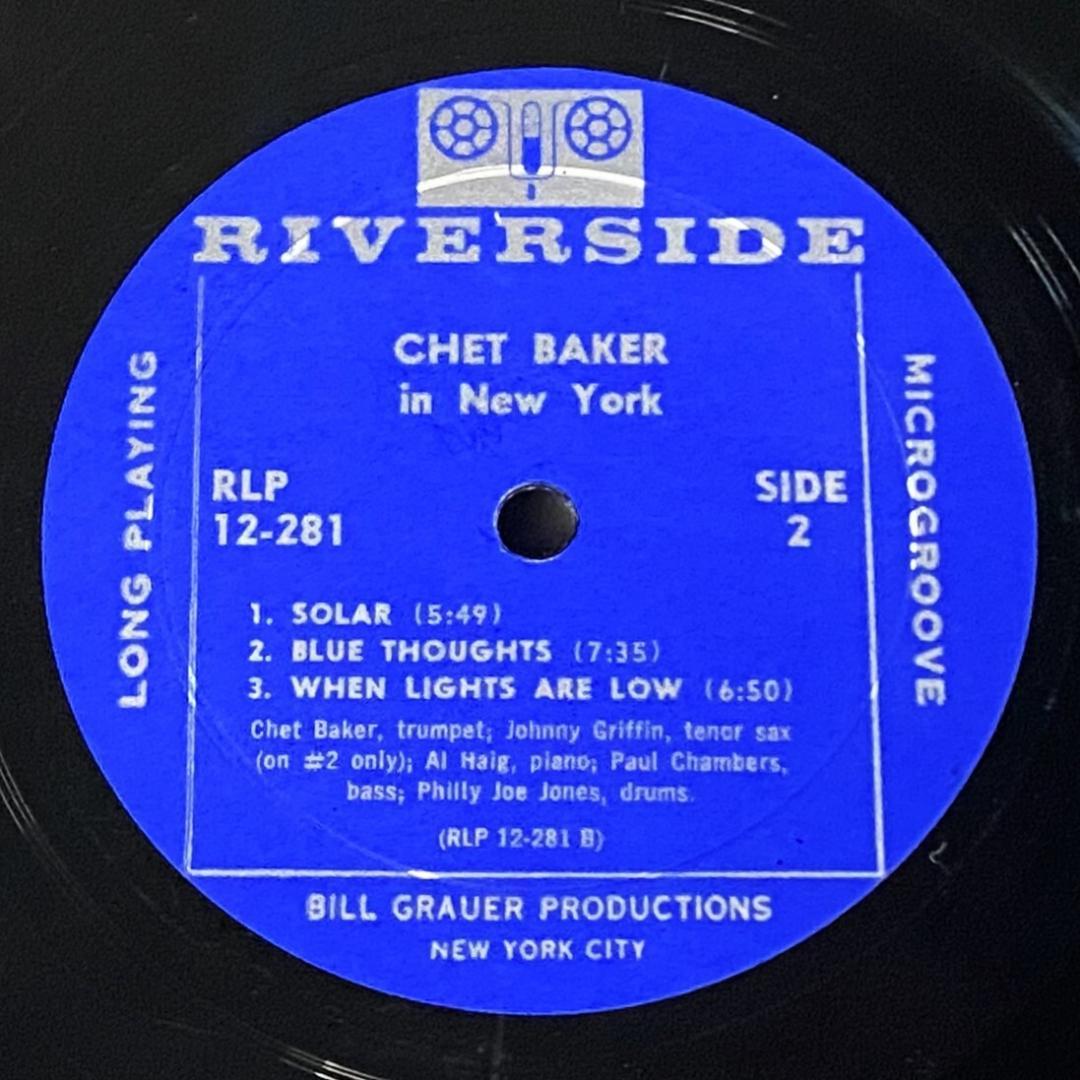 RIVERSIDE
CHET BAKER
in New York
LONG PLAYING
MICROGROOVE
RLP
12-281
SIDE
2
1. SOLAR (5:49)
2. BLUE THOUGHTS (7:35)
3. WHEN LIGHTS ARE LOW (6:50)
Chet Baker, trumpet; Johnny Griffin, tenor sax
(on #2 only); Al Haig, piano; Paul Chambers,
bass; Philly Joe Jones, drums.
(RLP 12-281 B)
BILL GRAUER PRODUCTIONS
NEW YORK CITY